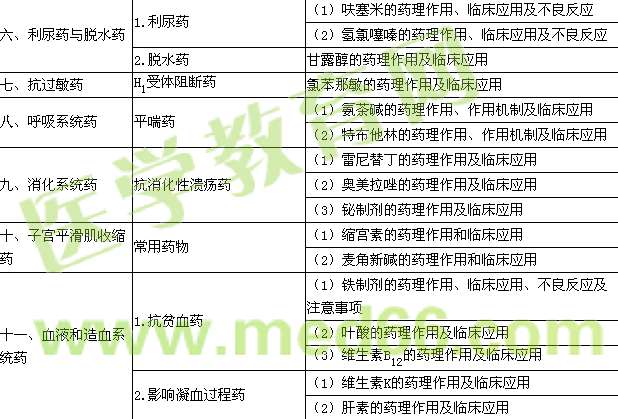 六、利尿药与脱水药
1.利尿药
（1）呋塞米的药理作用、临床应用及不良反应
（2）氢氯噻嗪的药理作用、临床应用及不良反应
2.脱水药
甘露醇的药理作用及临床应用
七、抗过敏药
H1受体阻断药
氯苯那敏的药理作用及临床应用
八、呼吸系统药
平喘药
（1）氨茶碱的药理作用、作用机制及临床应用
（2）特布他林的药理作用、作用机制及临床应用
九、消化系统药
抗消化性溃疡药
（1）雷尼替丁的药理作用及临床应用
（2）奥美拉唑的药理作用及临床应用
（3）铋制剂的药理作用及临床应用
十、子宫平滑肌收缩
药
常用药物
（1）缩宫素的药理作用和临床应用
（2）麦角新碱的药理作用和临床应用
十一、血液和造血系
统药
1.抗贫血药
（1）铁制剂的药理作用、临床应用、不良反应及
注意事项
（2）叶酸的药理作用及临床应用
（3）维生素B12的药理作用及临床应用
2.影响凝血过程药
（1）维生素K的药理作用及临床应用
（2）肝素的药理作用及临床应用
医学教育网
www.med66.com